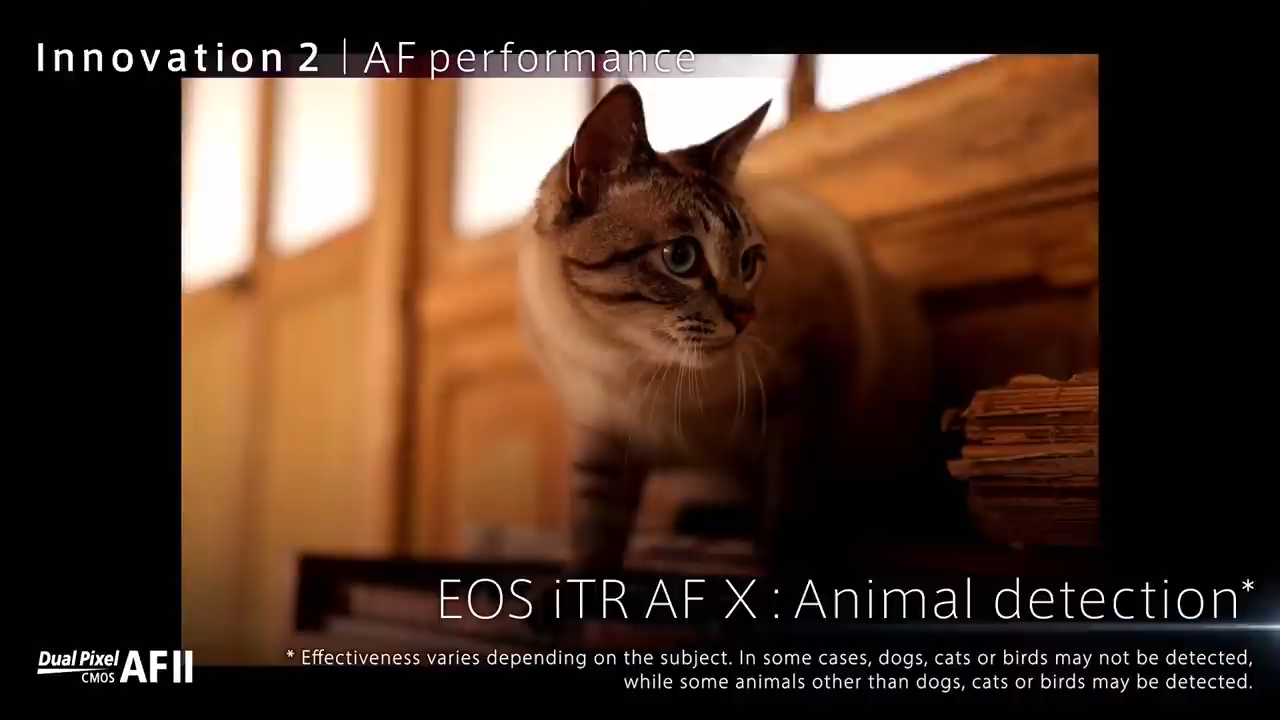 Innovation 2 | AF performance
EOS iTR AF X : Animal detection*
Dual Pixel
CMOS AF II
* Effectiveness varies depending on the subject. In some cases, dogs, cats or birds may not be detected,
while some animals other than dogs, cats or birds may be detected.